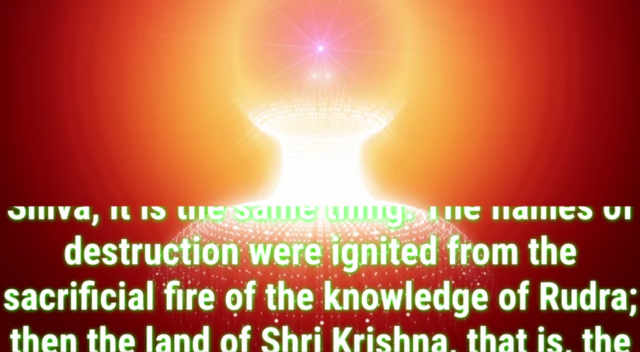 Shiva, it is the same thing. The flames of
destruction were ignited from the
sacrificial fire of the knowledge of Rudra;
then the land of Shri Krishna, that is, the